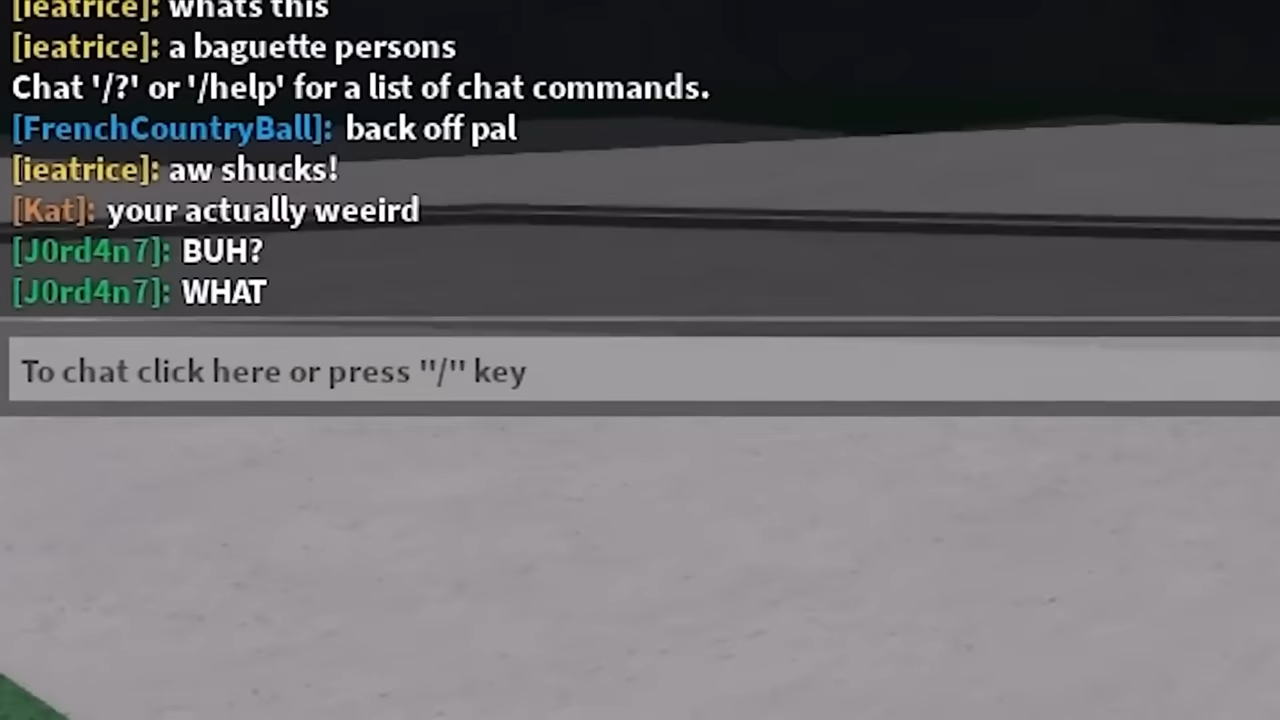 [ieatrice]: whats this
[ieatrice]: a baguette persons
Chat '/?' or '/help' for a list of chat commands.
[FrenchCountryBall]: back off pal
[ieatrice]: aw shucks!
[Kat]: your actually weeird
[J0rd4n7]: BUH?
[J0rd4n7]: WHAT
To chat click here or press "/" key